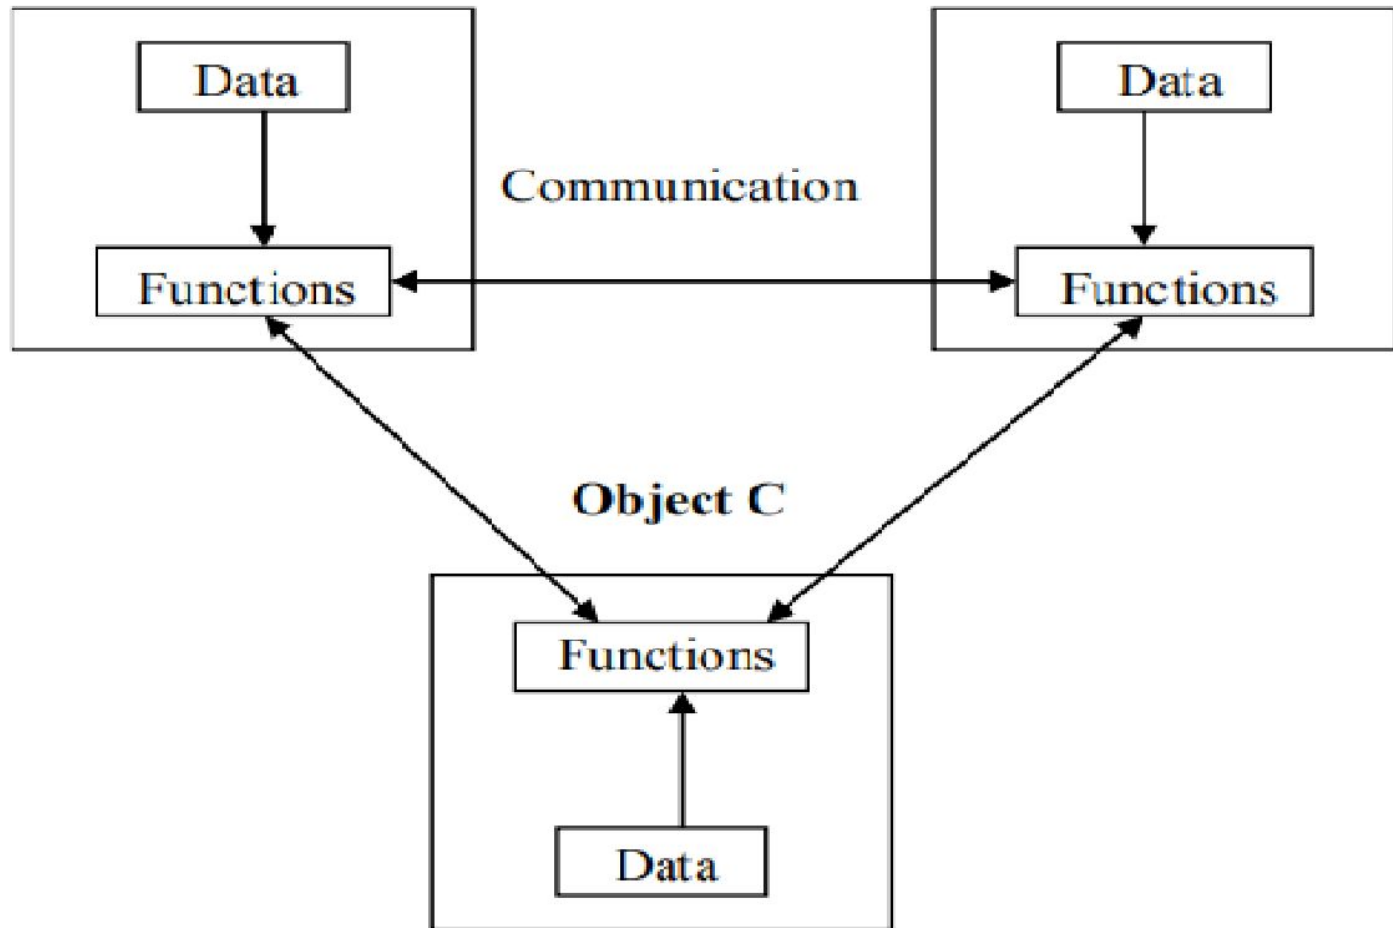 Data
Data
Communication
Functions
Functions
Object C
Functions
Data